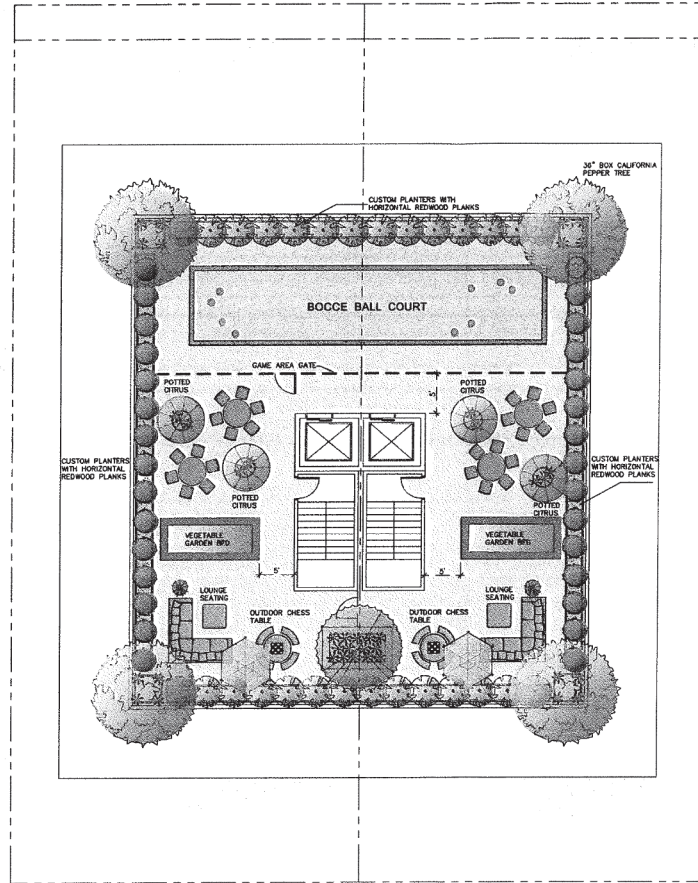 36" BOX CALIFORNIA
PEPPER TREE
CUSTOM PLANTERS WITH
HORIZONTAL REDWOOD PLANKS
BOCCE BALL COURT
GAME AREA GATE
POTTED
CITRUS
5'
POTTED
CITRUS
CUSTOM PLANTERS
WITH HORIZONTAL
REDWOOD PLANKS
CUSTOM PLANTERS
WITH HORIZONTAL
REDWOOD PLANKS
POTTED
CITRUS
POTTED
CITRUS
VEGETABLE
GARDEN BED
VEGETABLE
GARDEN BED
5'
5'
LOUNGE
SEATING
LOUNGE
SEATING
OUTDOOR CHESS
TABLE
OUTDOOR CHESS
TABLE